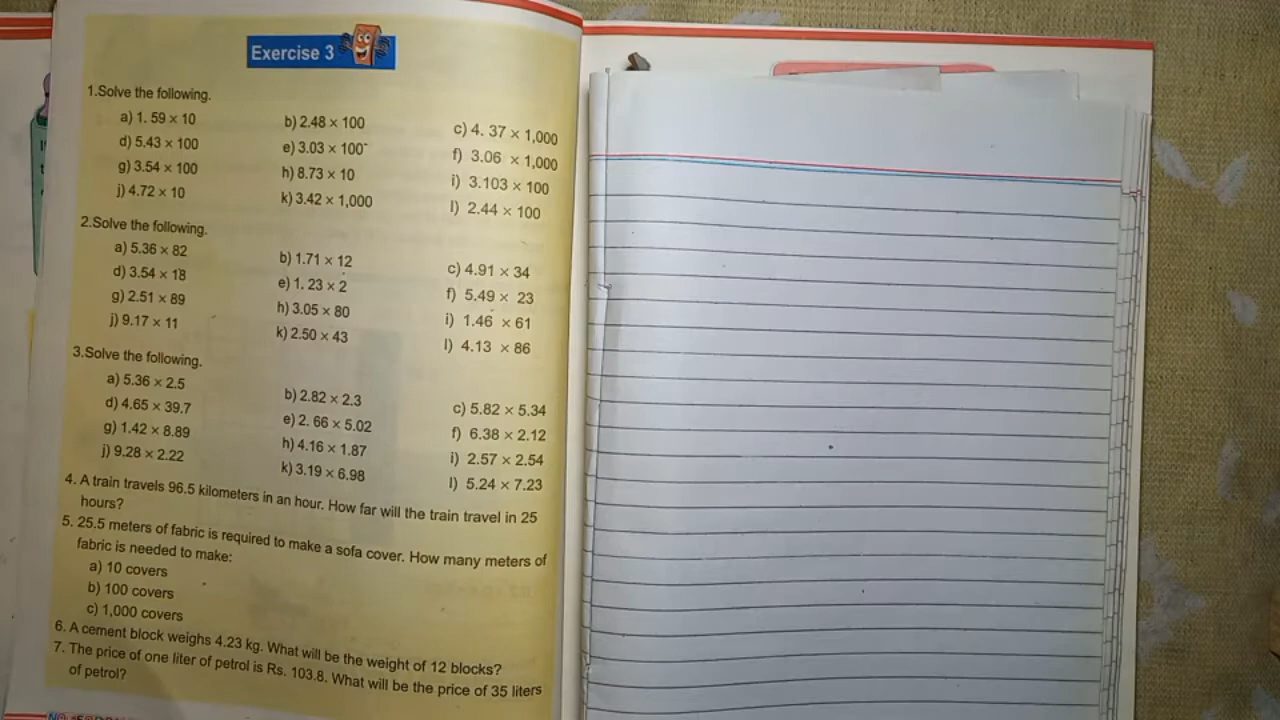 Exercise 3
1.Solve the following.
a) 1. 59 × 10 b) 2.48 × 100 c) 4. 37 × 1,000
d) 5.43 × 100 e) 3.03 × 100 f) 3.06 × 1,000
g) 3.54 × 100 h) 8.73 × 10 i) 3.103 × 100
j) 4.72 × 10 k) 3.42 × 1,000 l) 2.44 × 100
2.Solve the following.
a) 5.36 × 82 b) 1.71 × 12 c) 4.91 × 34
d) 3.54 × 18 e) 1. 23 × 2 f) 5.49 × 23
g) 2.51 × 89 h) 3.05 × 80 i) 1.46 × 61
j) 9.17 × 11 k) 2.50 × 43 l) 4.13 × 86
3.Solve the following.
a) 5.36 × 2.5 b) 2.82 × 2.3 c) 5.82 × 5.34
d) 4.65 × 39.7 e) 2. 66 × 5.02 f) 6.38 × 2.12
g) 1.42 × 8.89 h) 4.16 × 1.87 i) 2.57 × 2.54
j) 9.28 × 2.22 k) 3.19 × 6.98 l) 5.24 × 7.23
4. A train travels 96.5 kilometers in an hour. How far will the train travel in 25
hours?
5. 25.5 meters of fabric is required to make a sofa cover. How many meters of
fabric is needed to make:
a) 10 covers
b) 100 covers
c) 1,000 covers
6. A cement block weighs 4.23 kg. What will be the weight of 12 blocks?
7. The price of one liter of petrol is Rs. 103.8. What will be the price of 35 liters
of petrol?